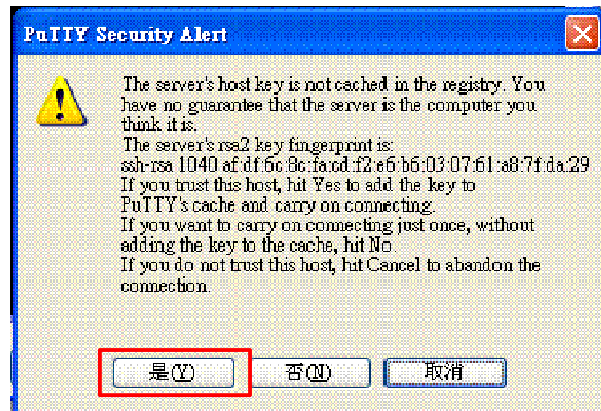 PuTTY Security Alert
The server's host key is not cached in the registry. You
have no guarantee that the server is the computer you
think it is.
The server's rsa2 key fingerprint is:
ssh-rsa 1040 af:df:6c:8c:fa:cd:f2:e6:b6:03:07:61:a8:7f:da:29
If you trust this host, hit Yes to add the key to
PuTTY's cache and carry on connecting.
If you want to carry on connecting just once, without
adding the key to the cache, hit No.
If you do not trust this host, hit Cancel to abandon the
connection.
是(Y) 否(N) 取消